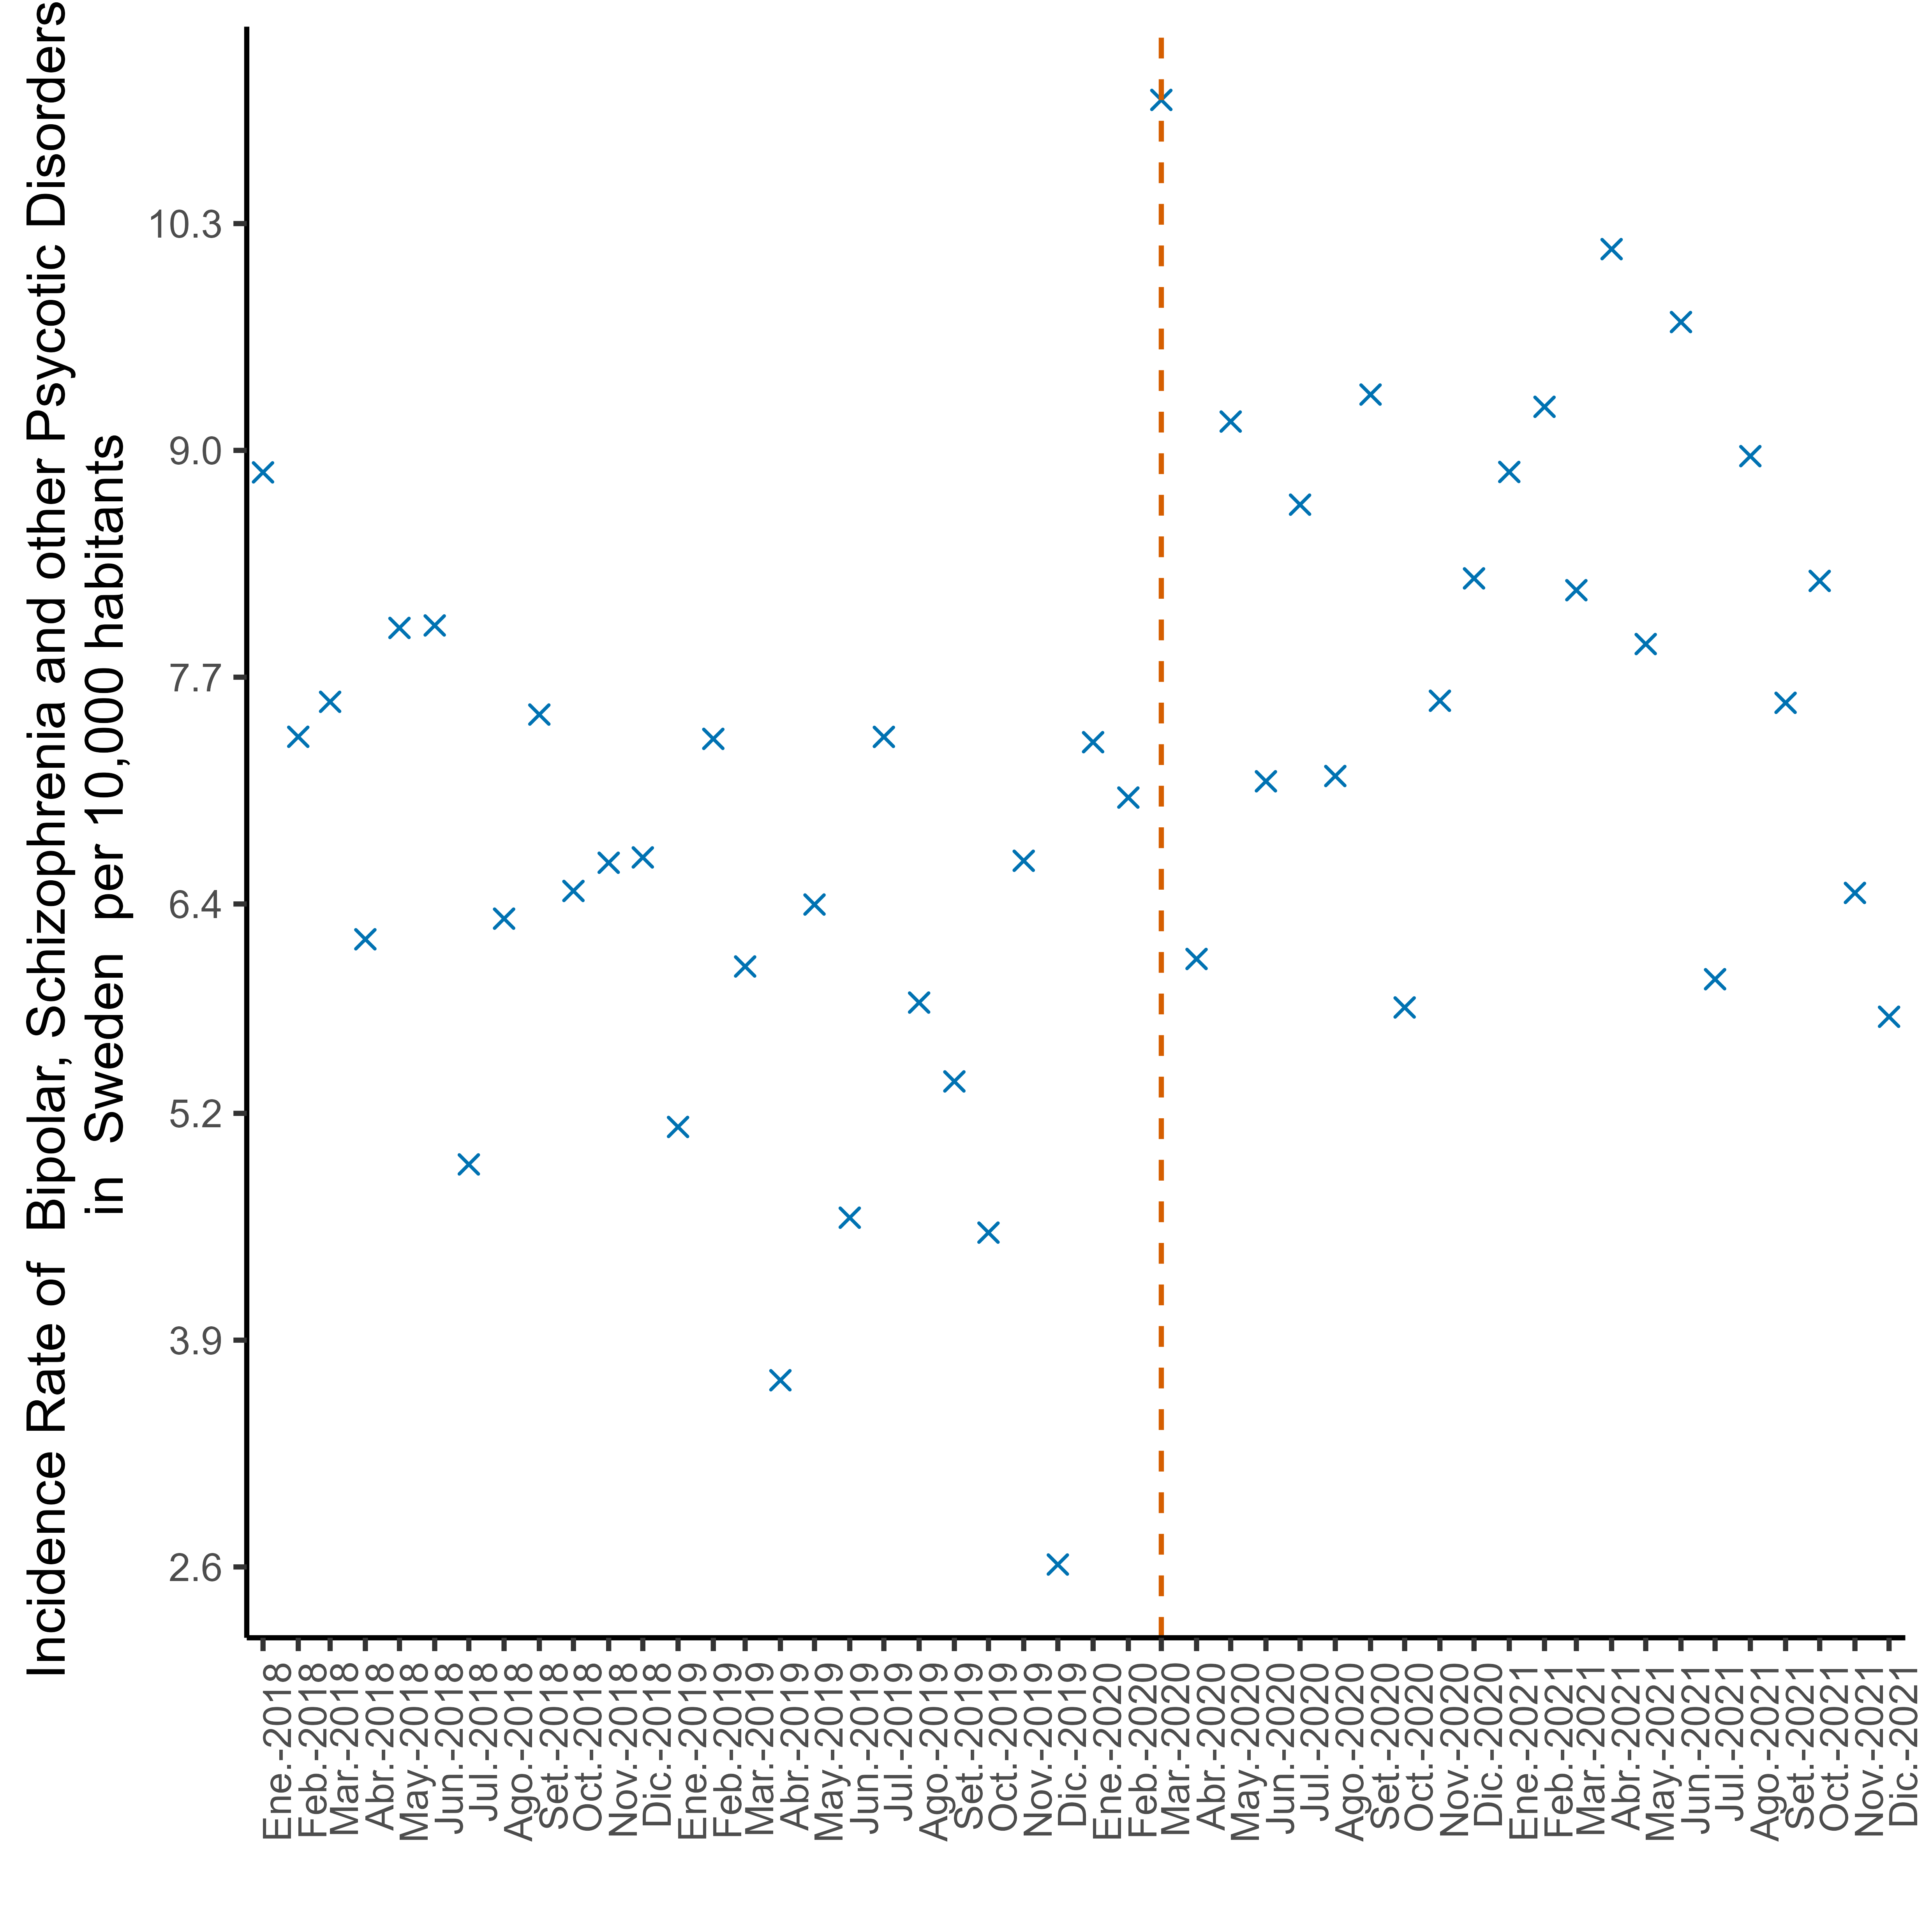 Incidence Rate of Bipolar, Schizophrenia and other Psycotic Disorders
in Sweden per 10,000 habitants
10.3
9.0
7.7
6.4
5.2
3.9
2.6
Ene.-2018
Feb.-2018
Mar.-2018
Abr.-2018
May.-2018
Jun.-2018
Jul.-2018
Ago.-2018
Set.-2018
Oct.-2018
Nov.-2018
Dic.-2018
Ene.-2019
Feb.-2019
Mar.-2019
Abr.-2019
May.-2019
Jun.-2019
Jul.-2019
Ago.-2019
Set.-2019
Oct.-2019
Nov.-2019
Dic.-2019
Ene.-2020
Feb.-2020
Mar.-2020
Abr.-2020
May.-2020
Jun.-2020
Jul.-2020
Ago.-2020
Set.-2020
Oct.-2020
Nov.-2020
Dic.-2020
Ene.-2021
Feb.-2021
Mar.-2021
Abr.-2021
May.-2021
Jun.-2021
Jul.-2021
Ago.-2021
Set.-2021
Oct.-2021
Nov.-2021
Dic.-2021